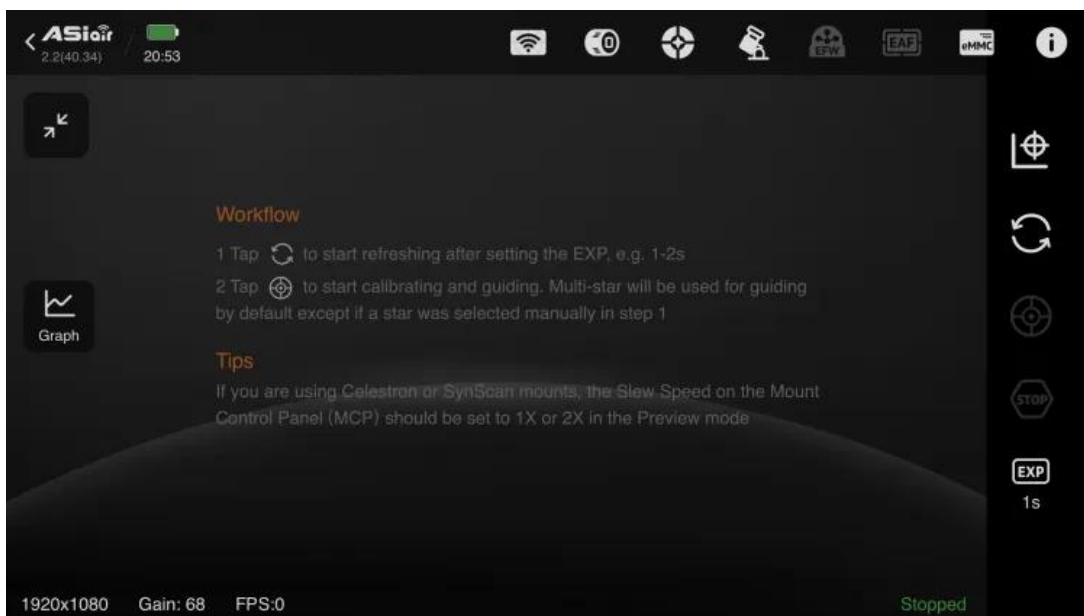 ASiair
2.2(40.34)
20:53
EFW
EAF
eMMC
Workflow
1 Tap to start refreshing after setting the EXP, e.g. 1-2s
2 Tap to start calibrating and guiding. Multi-star will be used for guiding
by default except if a star was selected manually in step 1
Graph
Tips
If you are using Celestron or SynScan mounts, the Slew Speed on the Mount
Control Panel (MCP) should be set to 1X or 2X in the Preview mode
STOP
EXP
1s
1920x1080 Gain: 68 FPS:0
Stopped